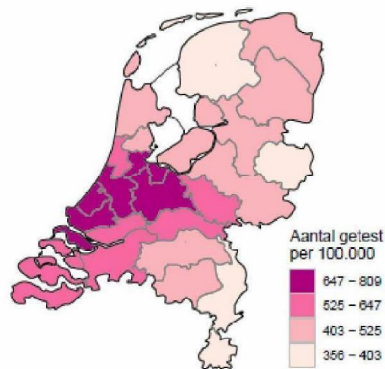 Aantal getest
per 100.000
647 – 809
525 – 647
403 – 525
356 – 403